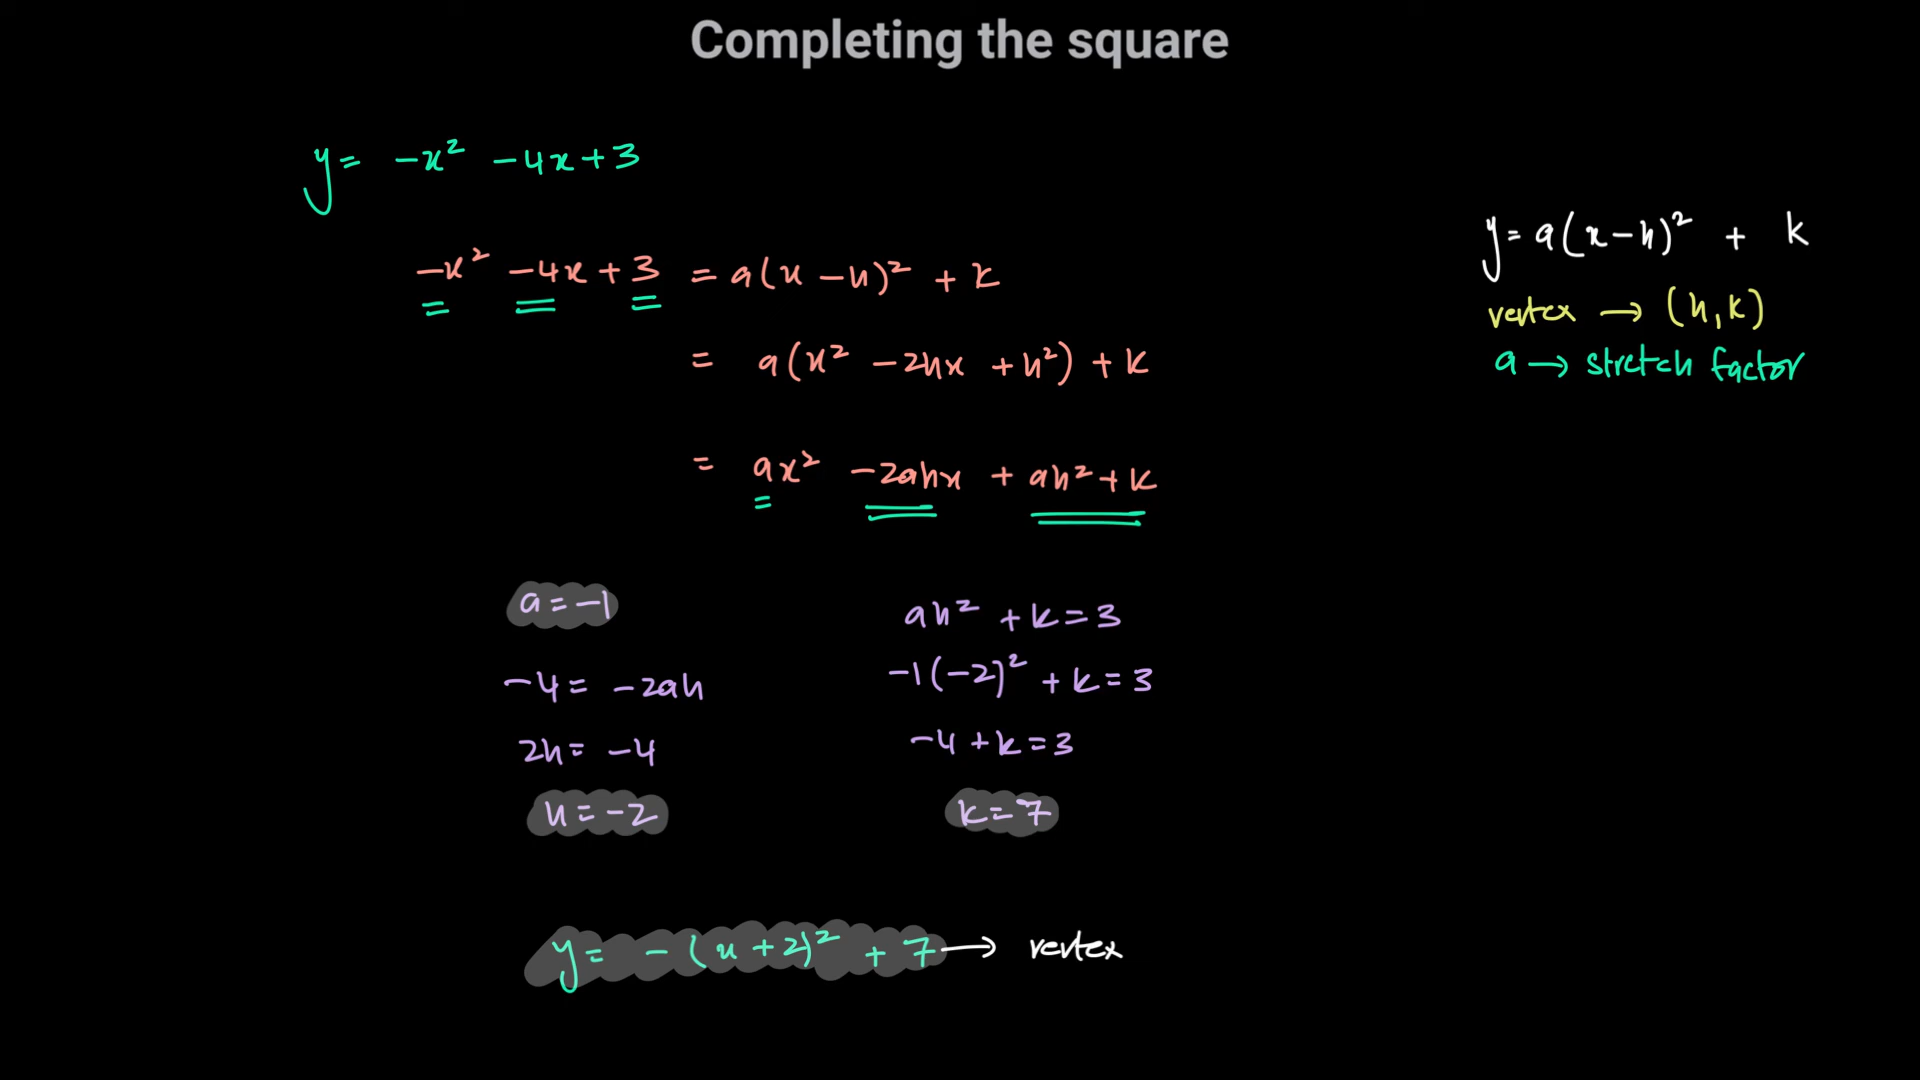 Completing the square
y = -x² -4x+3
-x² -4x+3 = a(x-h)² + k
= a(x² -2hx +h²) + k
= ax² -2ahx + ah²+k
y = a(x-h)² + k
vertex → (h,k)
a → stretch factor
a = -1
-4 = -2ah
2h = -4
h = -2
ah² + k = 3
-1(-2)² + k = 3
-4 + k = 3
k = 7
y = -(x+2)² + 7 → vertex